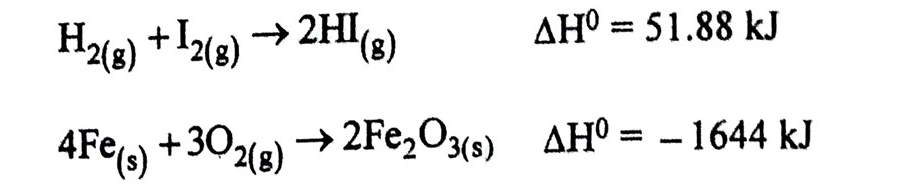 H₂(g) + I₂(g) → 2HI(g) ΔH⁰ = 51.88 kJ
4Fe(s) + 3O₂(g) → 2Fe₂O₃(s) ΔH⁰ = – 1644 kJ